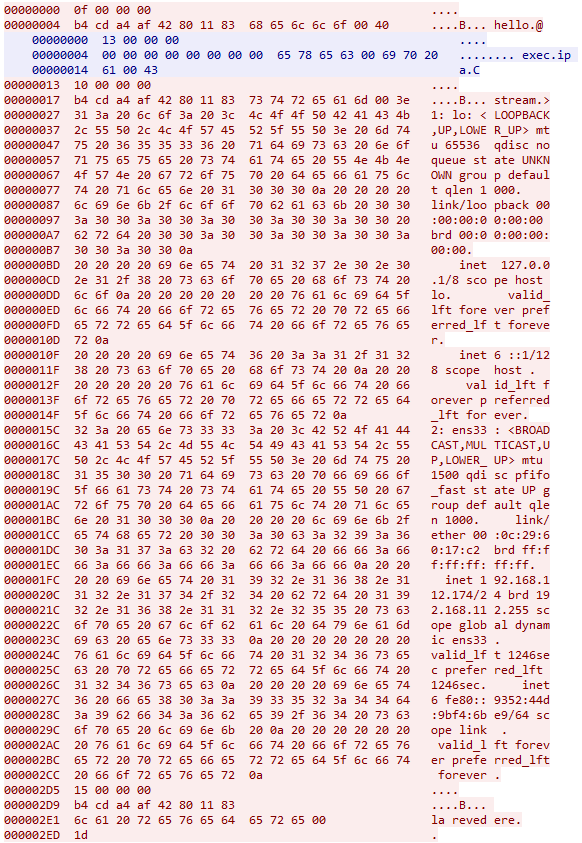 00000000 0f 00 00 00 ....
00000004 b4 cd a4 af 42 80 11 83 68 65 6c 6c 6f 00 40 ....B... hello.@
00000000 13 00 00 00 ....
00000004 00 00 00 00 00 00 00 00 65 78 65 63 00 69 70 20 ........ exec.ip
00000014 61 00 43 a.C
00000013 10 00 00 00 ....
00000017 b4 cd a4 af 42 80 11 83 73 74 72 65 61 6d 00 3e ....B... stream.>
00000027 31 3a 20 6c 6f 3a 20 3c 4c 4f 4f 50 42 41 43 4b 1: lo: < LOOPBACK
00000037 2c 55 50 2c 4c 4f 57 45 52 5f 55 50 3e 20 6d 74 ,UP,LOWE R_UP> mt
00000047 75 20 36 35 35 33 36 20 71 64 69 73 63 20 6e 6f u 65536 qdisc no
00000057 71 75 65 75 65 20 73 74 61 74 65 20 55 4e 4b 4e queue st ate UNKN
00000067 4f 57 4e 20 67 72 6f 75 70 20 64 65 66 61 75 6c OWN grou p defaul
00000077 74 20 71 6c 65 6e 20 31 30 30 30 0a 20 20 20 20 t qlen 1 000.
00000087 6c 69 6e 6b 2f 6c 6f 6f 70 62 61 63 6b 20 30 30 link/loo pback 00
00000097 3a 30 30 3a 30 30 3a 30 30 3a 30 30 3a 30 30 20 :00:00:0 0:00:00
000000A7 62 72 64 20 30 30 3a 30 30 3a 30 30 3a 30 30 3a brd 00:0 0:00:00:
000000B7 30 30 3a 30 30 0a 00:00.
000000BD 20 20 20 20 69 6e 65 74 20 31 32 37 2e 30 2e 30 inet 127.0.0
000000CD 2e 31 2f 38 20 73 63 6f 70 65 20 68 6f 73 74 20 .1/8 sco pe host
000000DD 6c 6f 0a 20 20 20 20 20 20 20 76 61 6c 69 64 5f lo. valid_
000000ED 6c 66 74 20 66 6f 72 65 76 65 72 20 70 72 65 66 lft fore ver pref
000000FD 65 72 72 65 64 5f 6c 66 74 20 66 6f 72 65 76 65 erred_lf t foreve
0000010D 72 0a r.
0000010F 20 20 20 20 69 6e 65 74 36 20 3a 3a 31 2f 31 32 inet 6 ::1/12
0000011F 38 20 73 63 6f 70 65 20 68 6f 73 74 20 0a 20 20 8 scope host .
0000012F 20 20 20 20 20 76 61 6c 69 64 5f 6c 66 74 20 66 val id_lft f
0000013F 6f 72 65 76 65 72 20 70 72 65 66 65 72 72 65 64 orever p referred
0000014F 5f 6c 66 74 20 66 6f 72 65 76 65 72 0a _lft for ever.
0000015C 32 3a 20 65 6e 73 33 33 3a 20 3c 42 52 4f 41 44 2: ens33 : <BROAD
0000016C 43 41 53 54 2c 4d 55 4c 54 49 43 41 53 54 2c 55 CAST,MUL TICAST,U
0000017C 50 2c 4c 4f 57 45 52 5f 55 50 3e 20 6d 74 75 20 P,LOWER_ UP> mtu
0000018C 31 35 30 30 20 71 64 69 73 63 20 70 66 69 66 6f 1500 qdi sc pfifo
0000019C 5f 66 61 73 74 20 73 74 61 74 65 20 55 50 20 67 _fast st ate UP g
000001AC 72 6f 75 70 20 64 65 66 61 75 6c 74 20 71 6c 65 roup def ault qle
000001BC 6e 20 31 30 30 30 0a 20 20 20 20 6c 69 6e 6b 2f n 1000. link/
000001CC 65 74 68 65 72 20 30 30 3a 30 63 3a 32 39 3a 36 ether 00 :0c:29:6
000001DC 30 3a 31 37 3a 63 32 20 62 72 64 20 66 66 3a 66 0:17:c2 brd ff:f
000001EC 66 3a 66 66 3a 66 66 3a 66 66 3a 66 66 0a 20 20 f:ff:ff: ff:ff.
000001FC 20 20 69 6e 65 74 20 31 39 32 2e 31 36 38 2e 31 inet 1 92.168.1
0000020C 31 32 2e 31 37 34 2f 32 34 20 62 72 64 20 31 39 12.174/2 4 brd 19
0000021C 32 2e 31 36 38 2e 31 31 32 2e 32 35 35 20 73 63 2.168.11 2.255 sc
0000022C 6f 70 65 20 67 6c 6f 62 61 6c 20 64 79 6e 61 6d ope glob al dynam
0000023C 69 63 20 65 6e 73 33 33 0a 20 20 20 20 20 20 20 ic ens33 .
0000024C 76 61 6c 69 64 5f 6c 66 74 20 31 32 34 36 73 65 valid_lf t 1246sec
0000025C 63 20 70 72 65 66 65 72 72 65 64 5f 6c 66 74 20 c prefer red_lft
0000026C 31 32 34 36 73 65 63 0a 20 20 20 20 69 6e 65 74 1246sec. inet
0000027C 36 20 66 65 38 30 3a 3a 39 33 35 32 3a 34 34 64 6 fe80:: 9352:44d
0000028C 3a 39 62 66 34 3a 36 62 65 39 2f 36 34 20 73 63 :9bf4:6b e9/64 sc
0000029C 6f 70 65 20 6c 69 6e 6b 20 0a 20 20 20 20 20 20 ope link .
000002AC 20 76 61 6c 69 64 5f 6c 66 74 20 66 6f 72 65 76 valid_l ft forev
000002BC 65 72 20 70 72 65 66 65 72 72 65 64 5f 6c 66 74 er prefe rred_lft
000002CC 20 66 6f 72 65 76 65 72 0a forever .
000002D5 15 00 00 00 ....
000002D9 b4 cd a4 af 42 80 11 83 ....B...
000002E1 6c 61 20 72 65 76 65 64 65 72 65 00 la reved ere.
000002ED 1d .